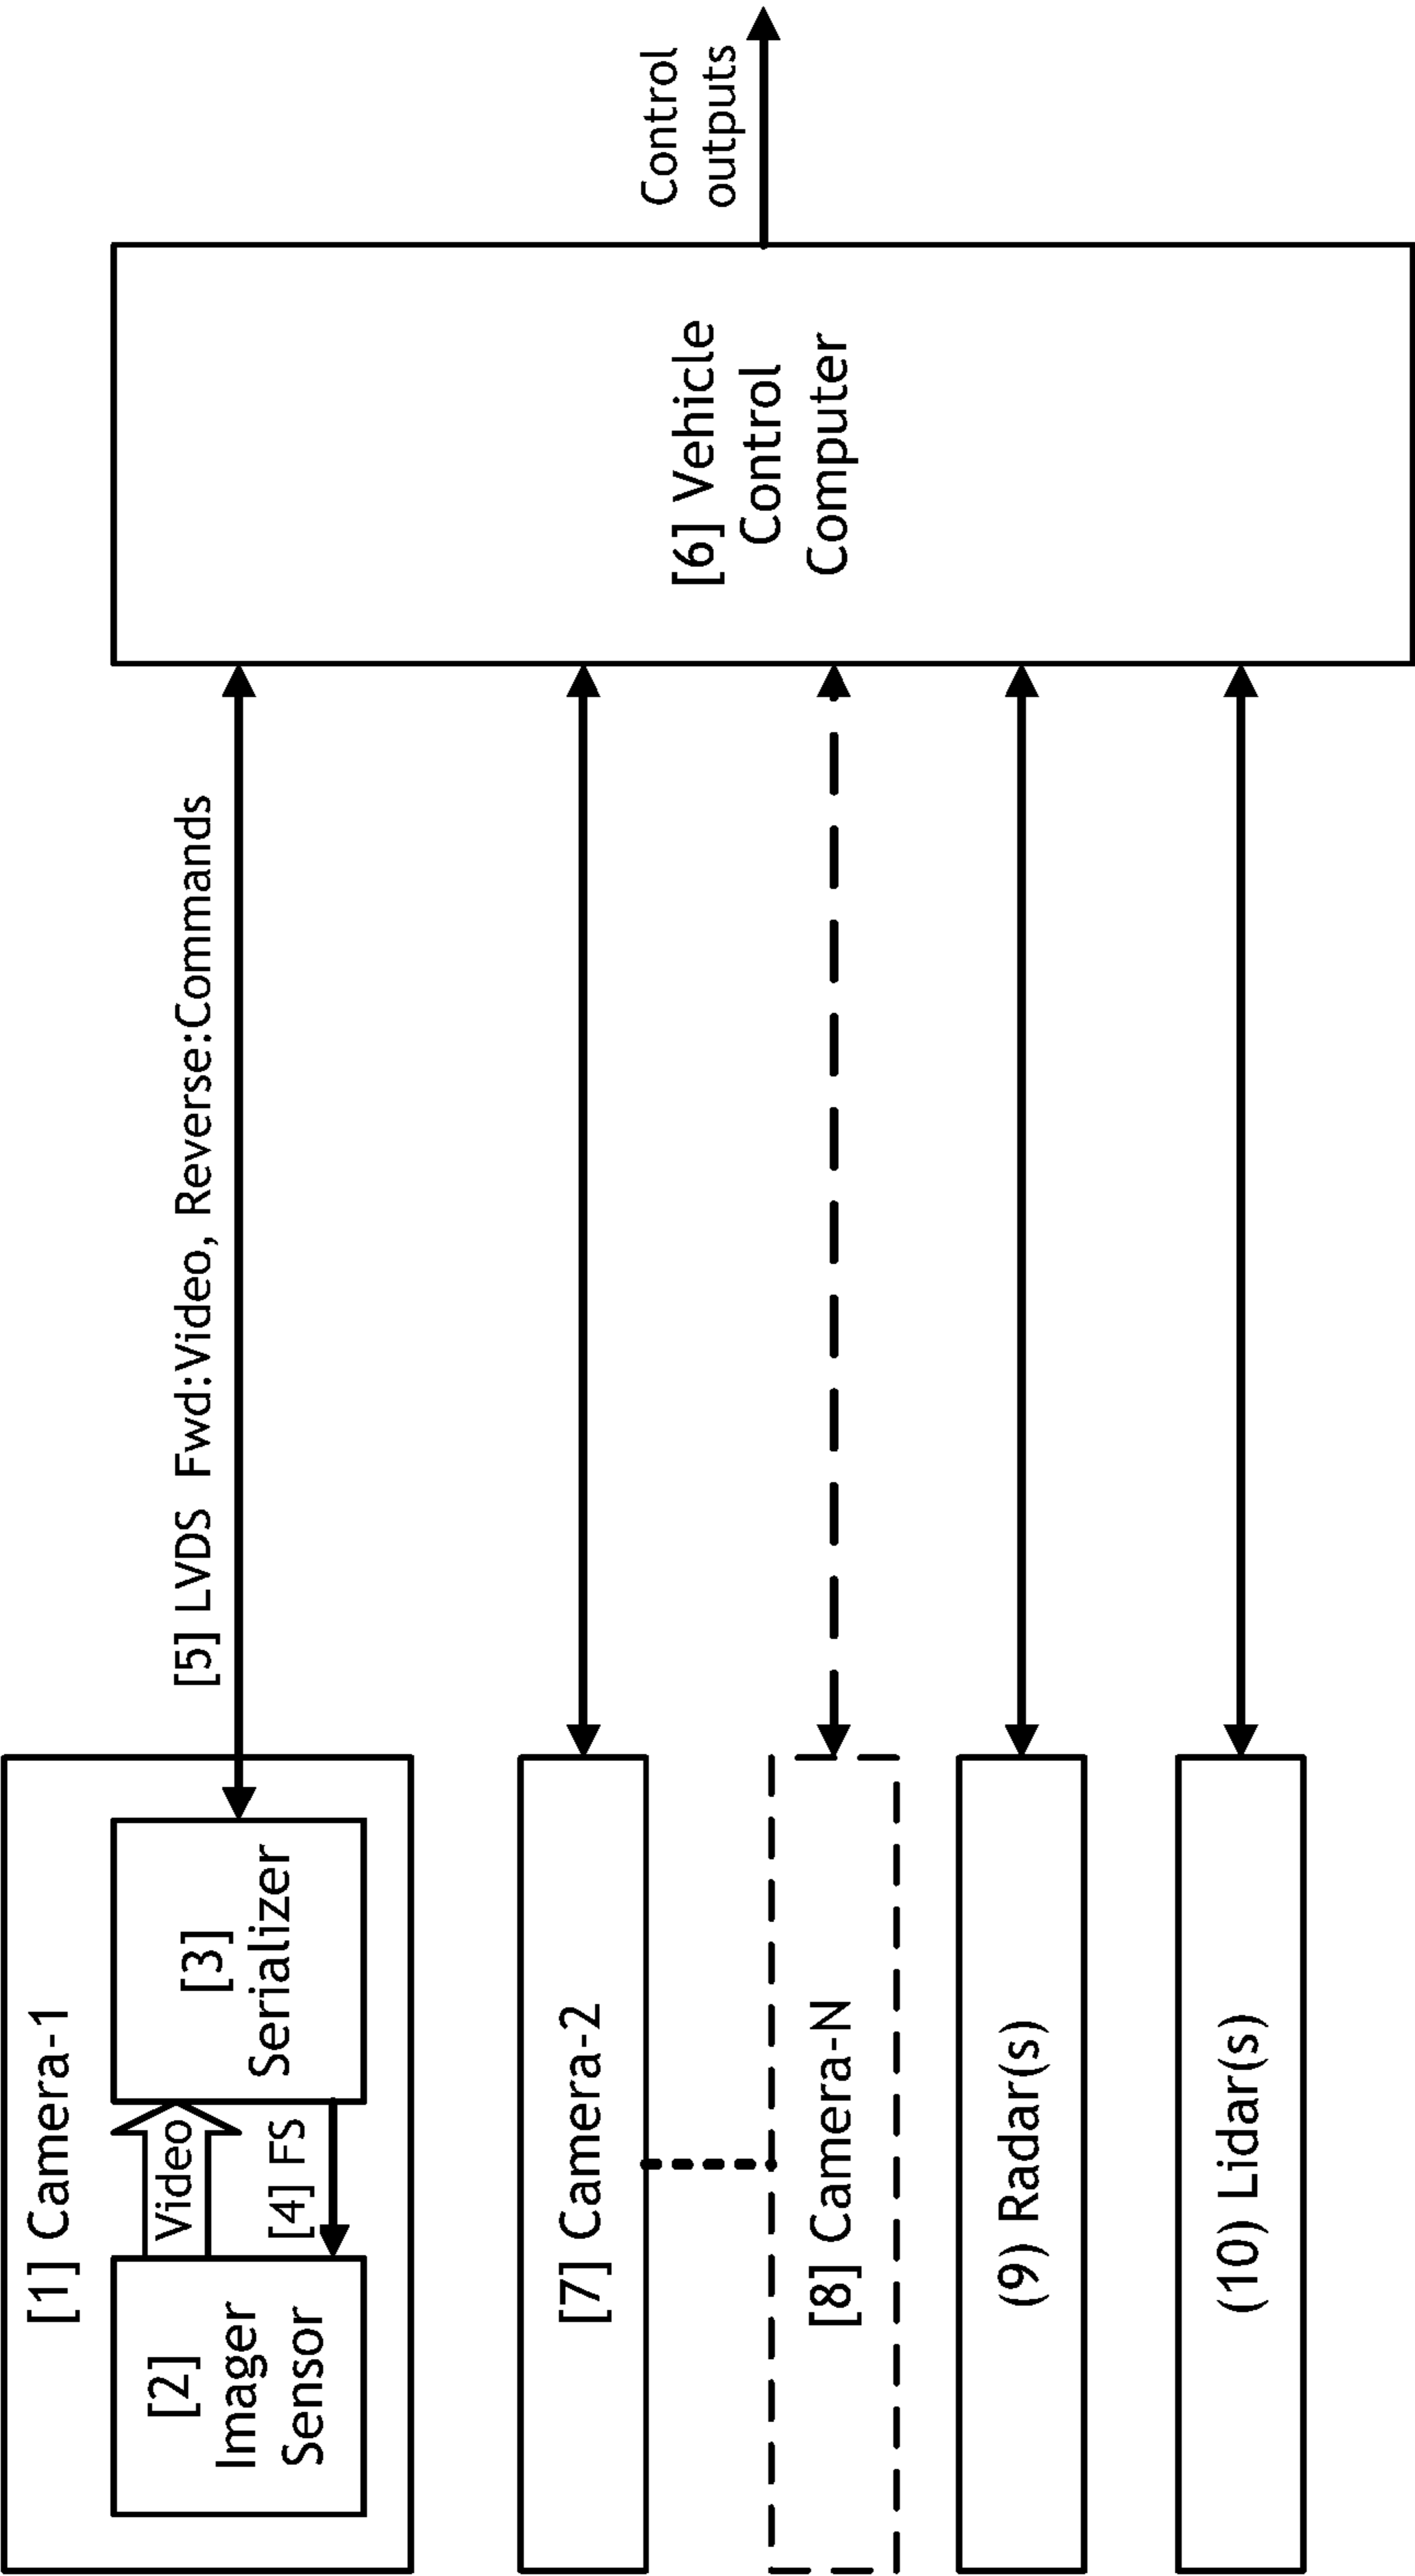 [1] Camera-1
[2]
Imager
Sensor
Video
[4] FS
[3]
Serializer
[5] LVDS Fwd:Video, Reverse:Commands
[6] Vehicle
Control
Computer
Control
outputs
[7] Camera-2
[8] Camera-N
(9) Radar(s)
(10) Lidar(s)